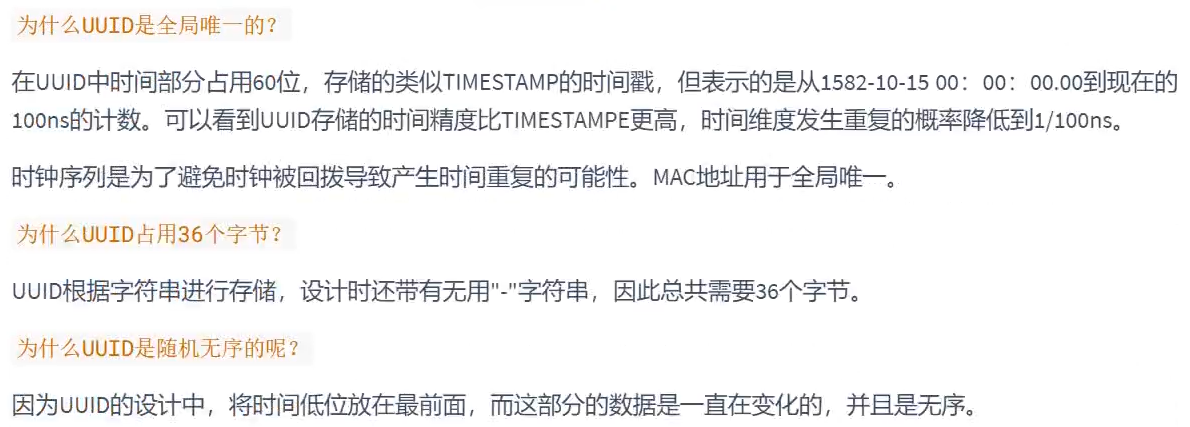 为什么UUID是全局唯一的？
在UUID中时间部分占用60位，存储的类似TIMESTAMP的时间戳，但表示的是从1582-10-15 00：00：00.00到现在的
100ns的计数。可以看到UUID存储的时间精度比TIMESTAMPE更高，时间维度发生重复的概率降低到1/100ns。
时钟序列是为了避免时钟被回拨导致产生时间重复的可能性。MAC地址用于全局唯一。
为什么UUID占用36个字节？
UUID根据字符串进行存储，设计时还带有无用"-"字符串，因此总共需要36个字节。
为什么UUID是随机无序的呢？
因为UUID的设计中，将时间低位放在最前面，而这部分的数据是一直在变化的，并且是无序。